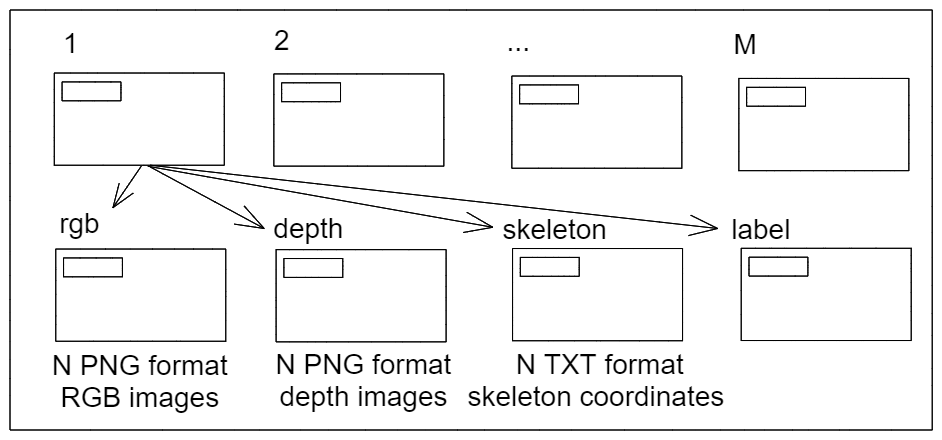 1
2
...
M
rgb
depth
skeleton
label
N PNG format
RGB images
N PNG format
depth images
N TXT format
skeleton coordinates